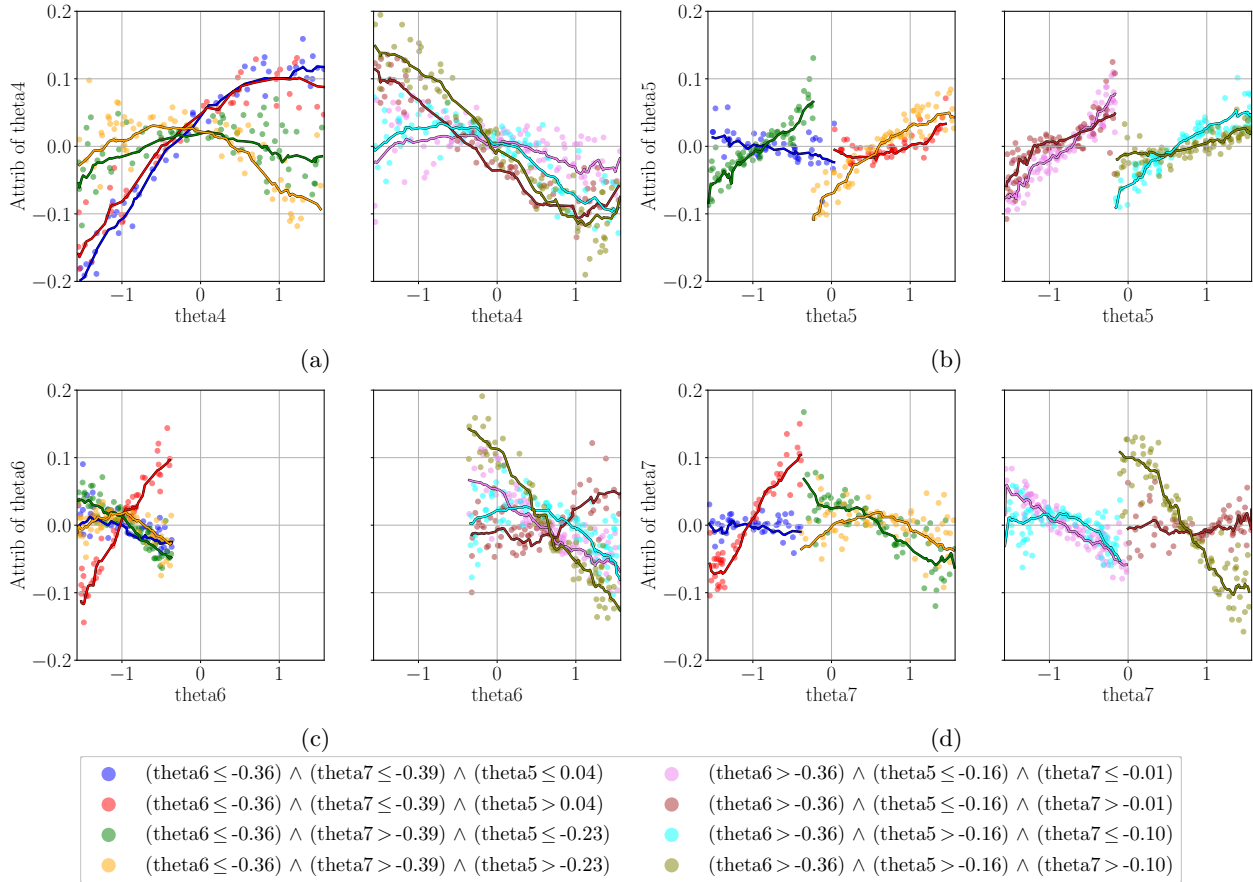 0.2
0.1
0.0
−0.1
−0.2
Attrib of theta4
−1 0 1
theta4
−1 0 1
theta4
(a)
0.2
0.1
0.0
−0.1
−0.2
Attrib of theta5
−1 0 1
theta5
−1 0 1
theta5
(b)
0.2
0.1
0.0
−0.1
−0.2
Attrib of theta6
−1 0 1
theta6
−1 0 1
theta6
(c)
0.2
0.1
0.0
−0.1
−0.2
Attrib of theta7
−1 0 1
theta7
−1 0 1
theta7
(d)
(theta6 ≤ -0.36) ∧ (theta7 ≤ -0.39) ∧ (theta5 ≤ 0.04)
(theta6 ≤ -0.36) ∧ (theta7 ≤ -0.39) ∧ (theta5 > 0.04)
(theta6 ≤ -0.36) ∧ (theta7 > -0.39) ∧ (theta5 ≤ -0.23)
(theta6 ≤ -0.36) ∧ (theta7 > -0.39) ∧ (theta5 > -0.23)
(theta6 > -0.36) ∧ (theta5 ≤ -0.16) ∧ (theta7 ≤ -0.01)
(theta6 > -0.36) ∧ (theta5 ≤ -0.16) ∧ (theta7 > -0.01)
(theta6 > -0.36) ∧ (theta5 > -0.16) ∧ (theta7 ≤ -0.10)
(theta6 > -0.36) ∧ (theta5 > -0.16) ∧ (theta7 > -0.10)